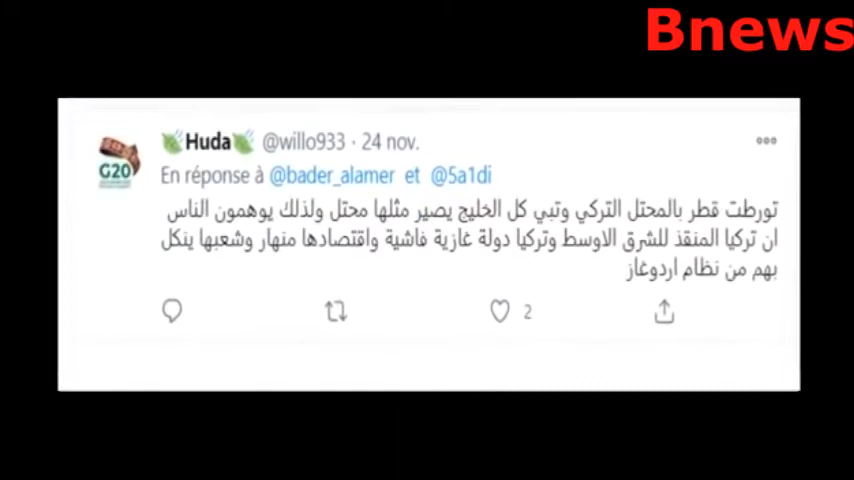 Bnews
Huda @willo933 · 24 nov.
G20
En réponse à @bader_alamer et @5a1di
تورطت قطر بالمحتل التركي وتبي كل الخليج يصير مثلها محتل ولذلك يوهمون الناس
ان تركيا المنقذ للشرق الاوسط وتركيا دولة غازية فاشية واقتصادها منهار وشعبها ينكل
بهم من نظام اردوغاز
2